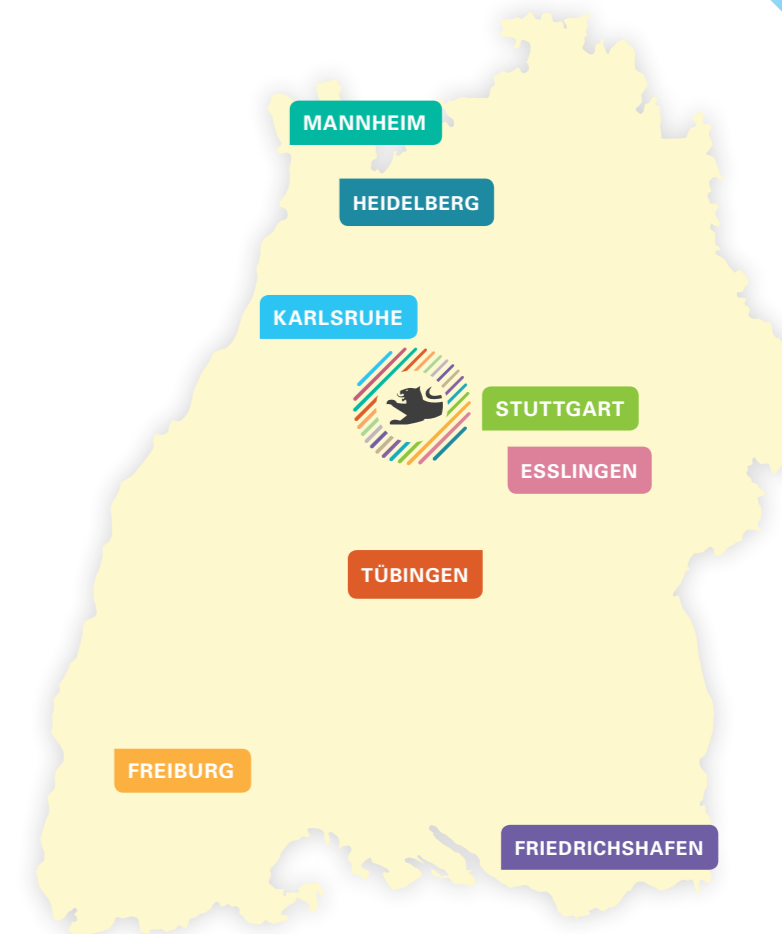 MANNHEIM
HEIDELBERG
KARLSRUHE
STUTTGART
ESSLINGEN
TÜBINGEN
FREIBURG
FRIEDRICHSHAFEN